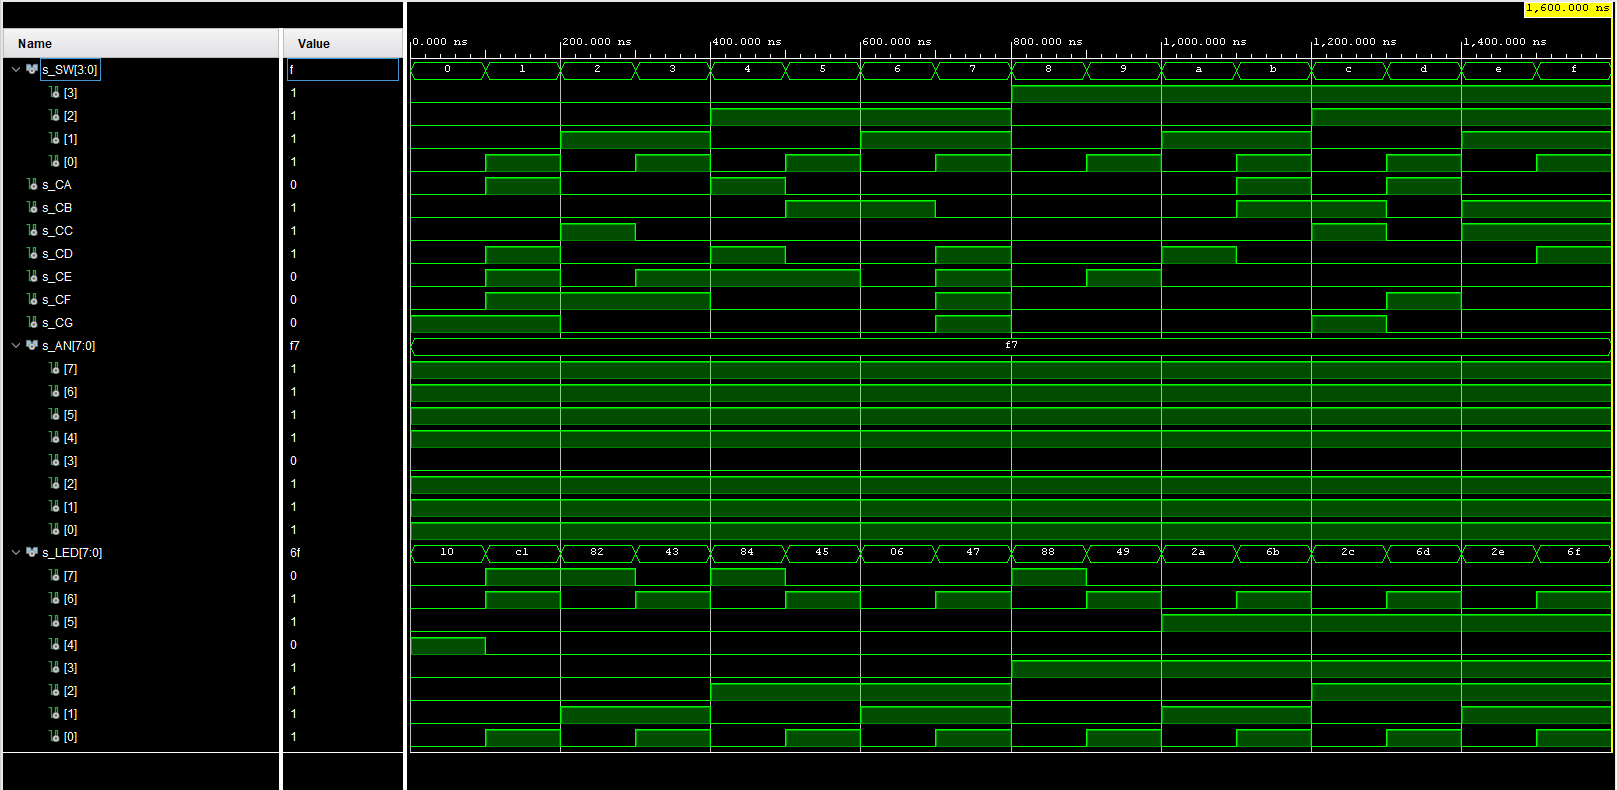 1,600.000 ns
Name Value 0.000 ns 200.000 ns 400.000 ns 600.000 ns 800.000 ns 1,000.000 ns 1,200.000 ns 1,400.000 ns
s_SW[3:0] f 0 1 2 3 4 5 6 7 8 9 a b c d e f
[3] 1
[2] 1
[1] 1
[0] 1
s_CA 0
s_CB 1
s_CC 1
s_CD 1
s_CE 0
s_CF 0
s_CG 0
s_AN[7:0] f7 f7
[7] 1
[6] 1
[5] 1
[4] 1
[3] 0
[2] 1
[1] 1
[0] 1
s_LED[7:0] 6f 10 c1 82 43 84 45 06 47 88 49 2a 6b 2c 6d 2e 6f
[7] 0
[6] 1
[5] 1
[4] 0
[3] 1
[2] 1
[1] 1
[0] 1